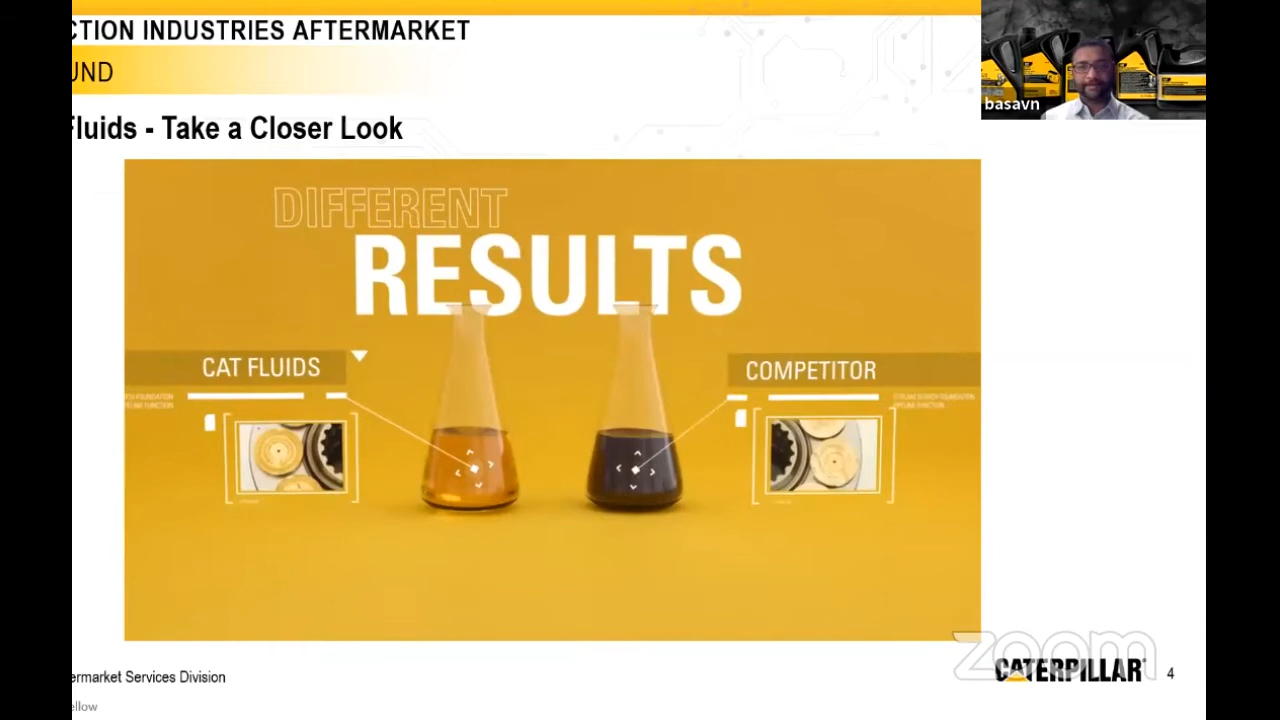 CTION INDUSTRIES AFTERMARKET
UND
basavn
Fluids - Take a Closer Look
DIFFERENT
RESULTS
CAT FLUIDS
COMPETITOR
zoom
CATERPILLAR
4
ermarket Services Division
ellow